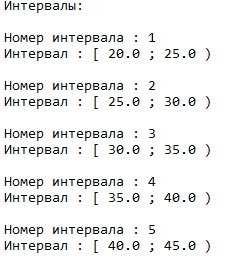 Интервалы:
Номер интервала : 1
Интервал : [ 20.0 ; 25.0 )
Номер интервала : 2
Интервал : [ 25.0 ; 30.0 )
Номер интервала : 3
Интервал : [ 30.0 ; 35.0 )
Номер интервала : 4
Интервал : [ 35.0 ; 40.0 )
Номер интервала : 5
Интервал : [ 40.0 ; 45.0 )